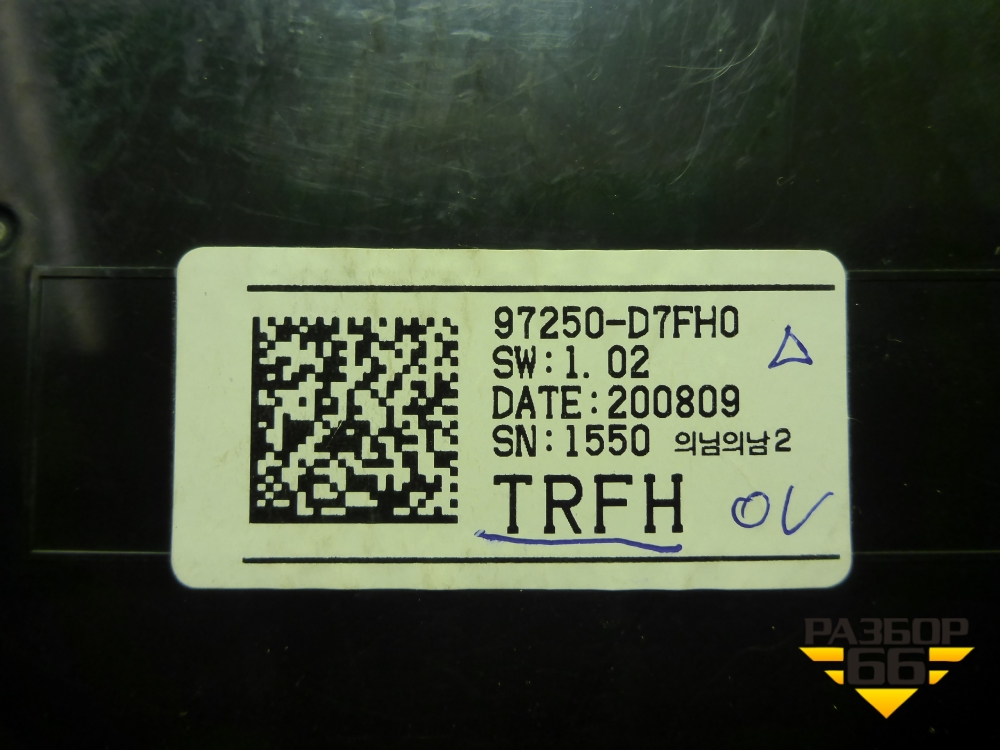 97250-D7FH0
SW:1. 02
DATE:200809
SN:1550 의님의남2
TRFH OV
РАЗБОР
66